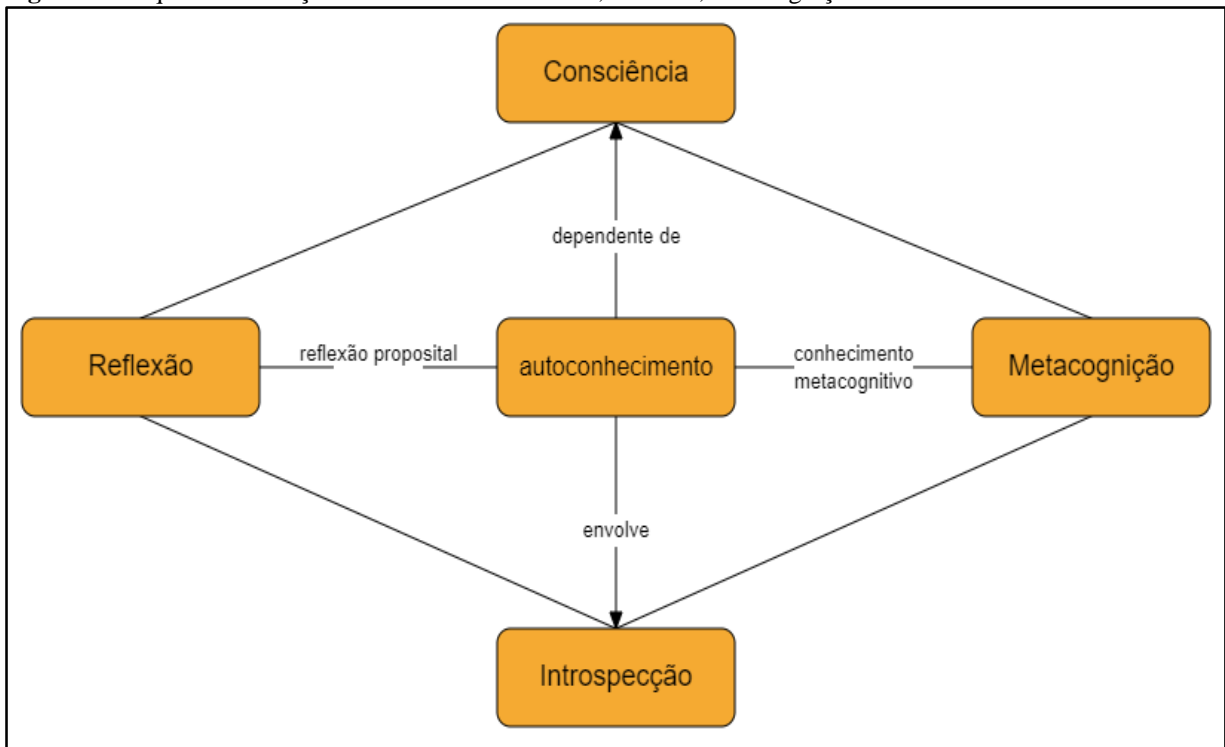 Consciência
dependente de
Reflexão
reflexão proposital
autoconhecimento
conhecimento
metacognitivo
Metacognição
envolve
Introspecção